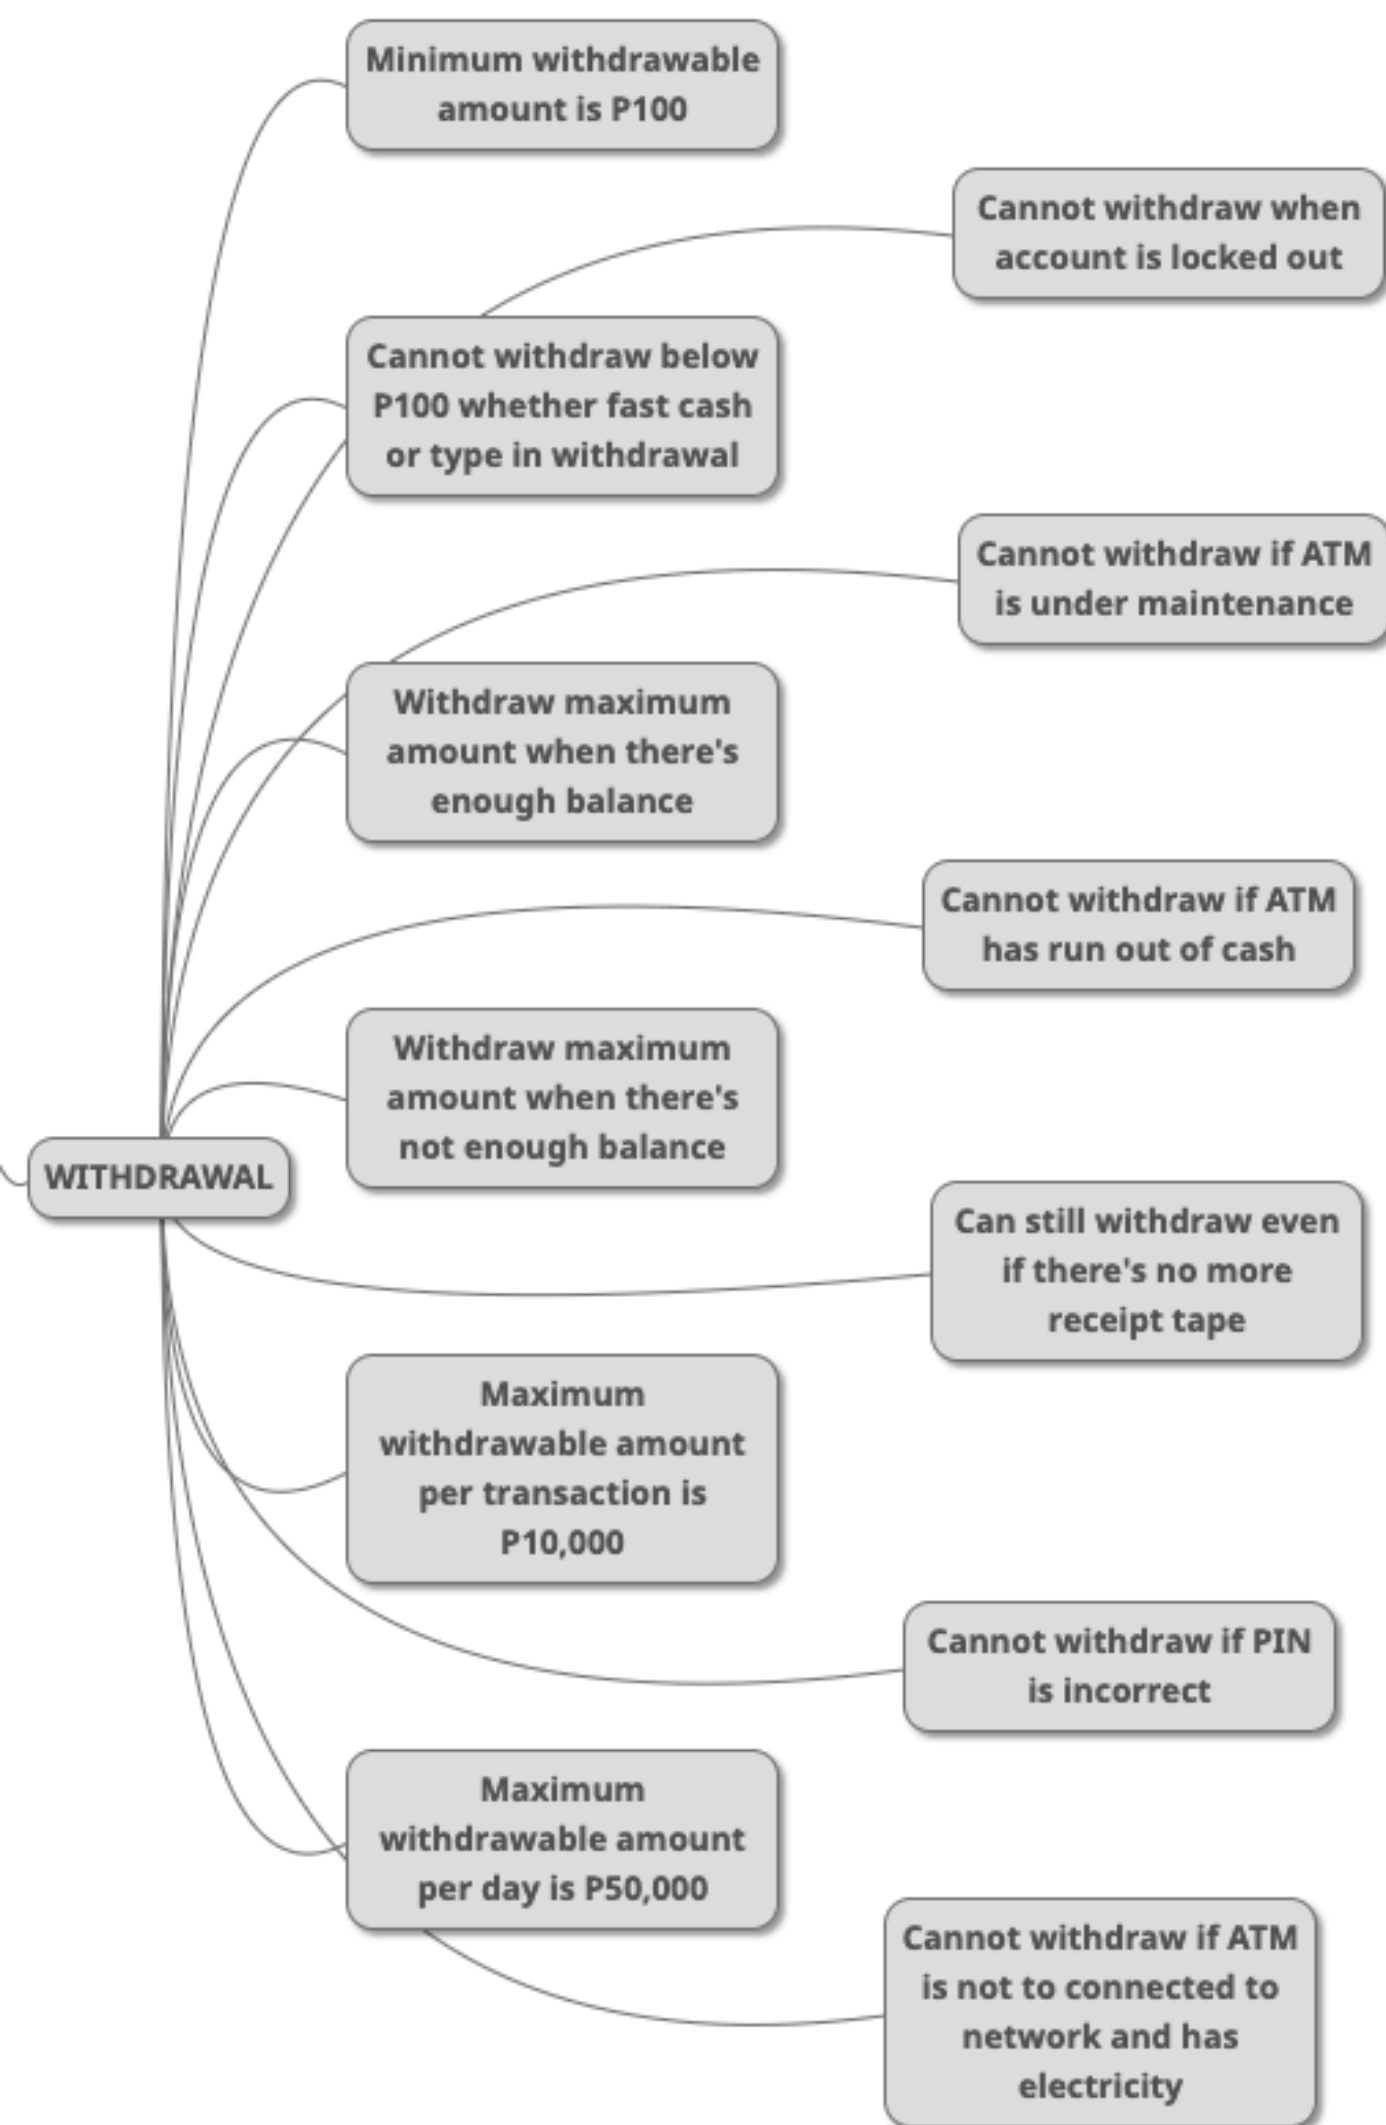 Minimum withdrawable
amount is P100
Cannot withdraw when
account is locked out
Cannot withdraw below
P100 whether fast cash
or type in withdrawal
Cannot withdraw if ATM
is under maintenance
Withdraw maximum
amount when there's
enough balance
Cannot withdraw if ATM
has run out of cash
Withdraw maximum
amount when there's
not enough balance
WITHDRAWAL
Can still withdraw even
if there's no more
receipt tape
Maximum
withdrawable amount
per transaction is
P10,000
Cannot withdraw if PIN
is incorrect
Maximum
withdrawable amount
per day is P50,000
Cannot withdraw if ATM
is not to connected to
network and has
electricity